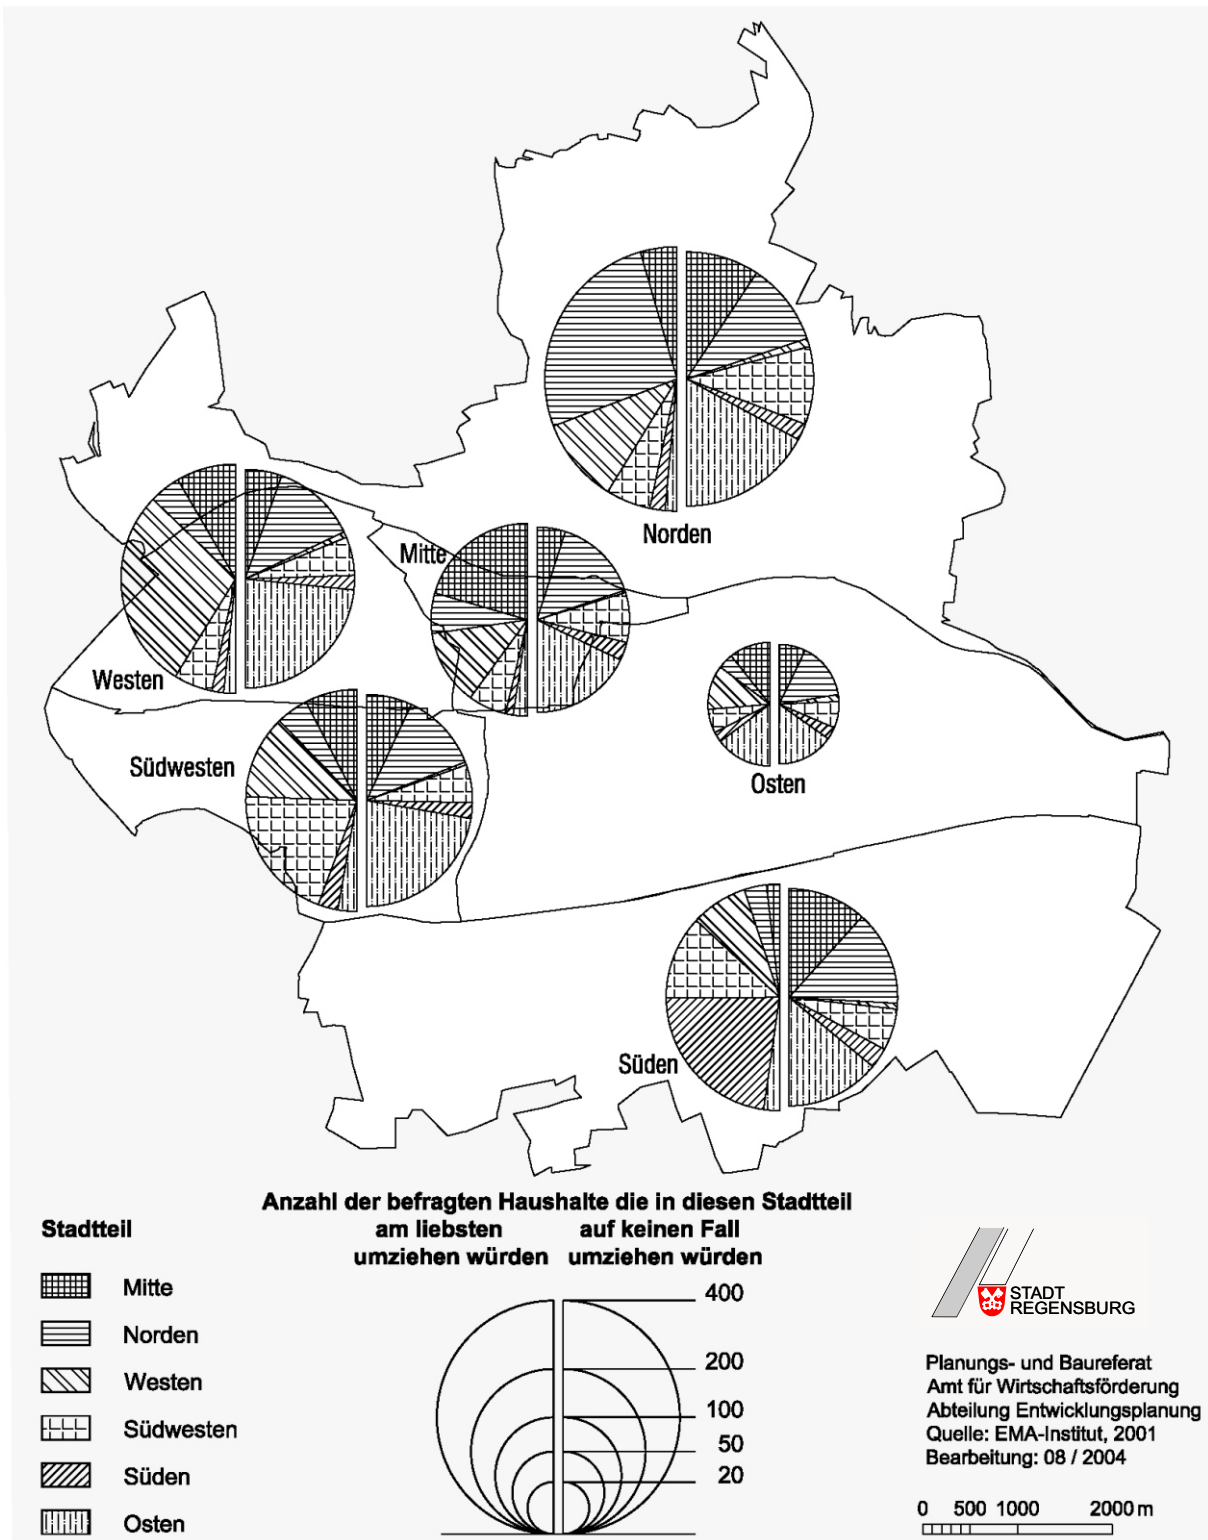 Norden
Mitte
Westen
Osten
Südwesten
Süden
Anzahl der befragten Haushalte die in diesen Stadtteil
am liebsten
umziehen würden
auf keinen Fall
umziehen würden
Stadtteil
Mitte
Norden
Westen
Südwesten
Süden
Osten
400
200
100
50
20
STADT
REGENSBURG
Planungs- und Baureferat
Amt für Wirtschaftsförderung
Abteilung Entwicklungsplanung
Quelle: EMA-Institut, 2001
Bearbeitung: 08 / 2004
0 500 1000 2000 m